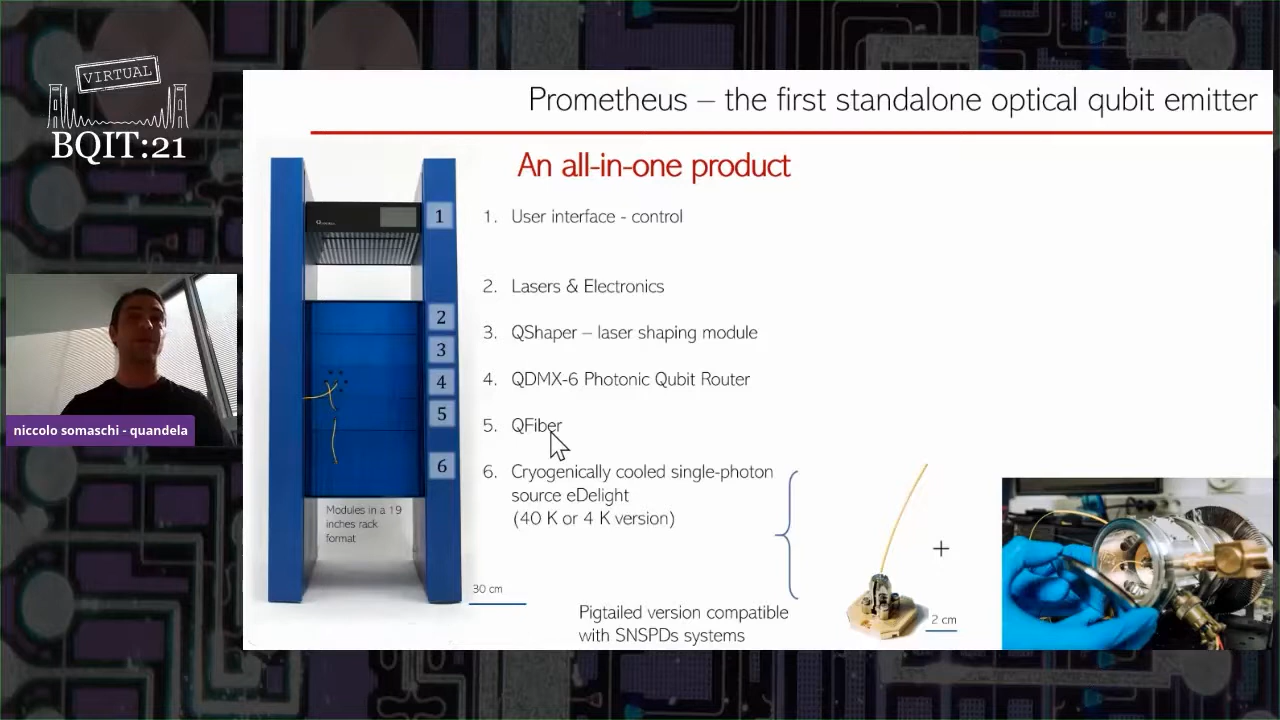 VIRTUAL
BQIT:21
Prometheus – the first standalone optical qubit emitter
An all-in-one product
1
2
3
4
5
6
1. User interface - control
2. Lasers & Electronics
3. QShaper – laser shaping module
4. QDMX-6 Photonic Qubit Router
5. QFiber
6. Cryogenically cooled single-photon
source eDelight
(40 K or 4 K version)
Modules in a 19
inches rack
format
30 cm
Pigtailed version compatible
with SNSPDs systems
+
2 cm
niccolo somaschi - quandela